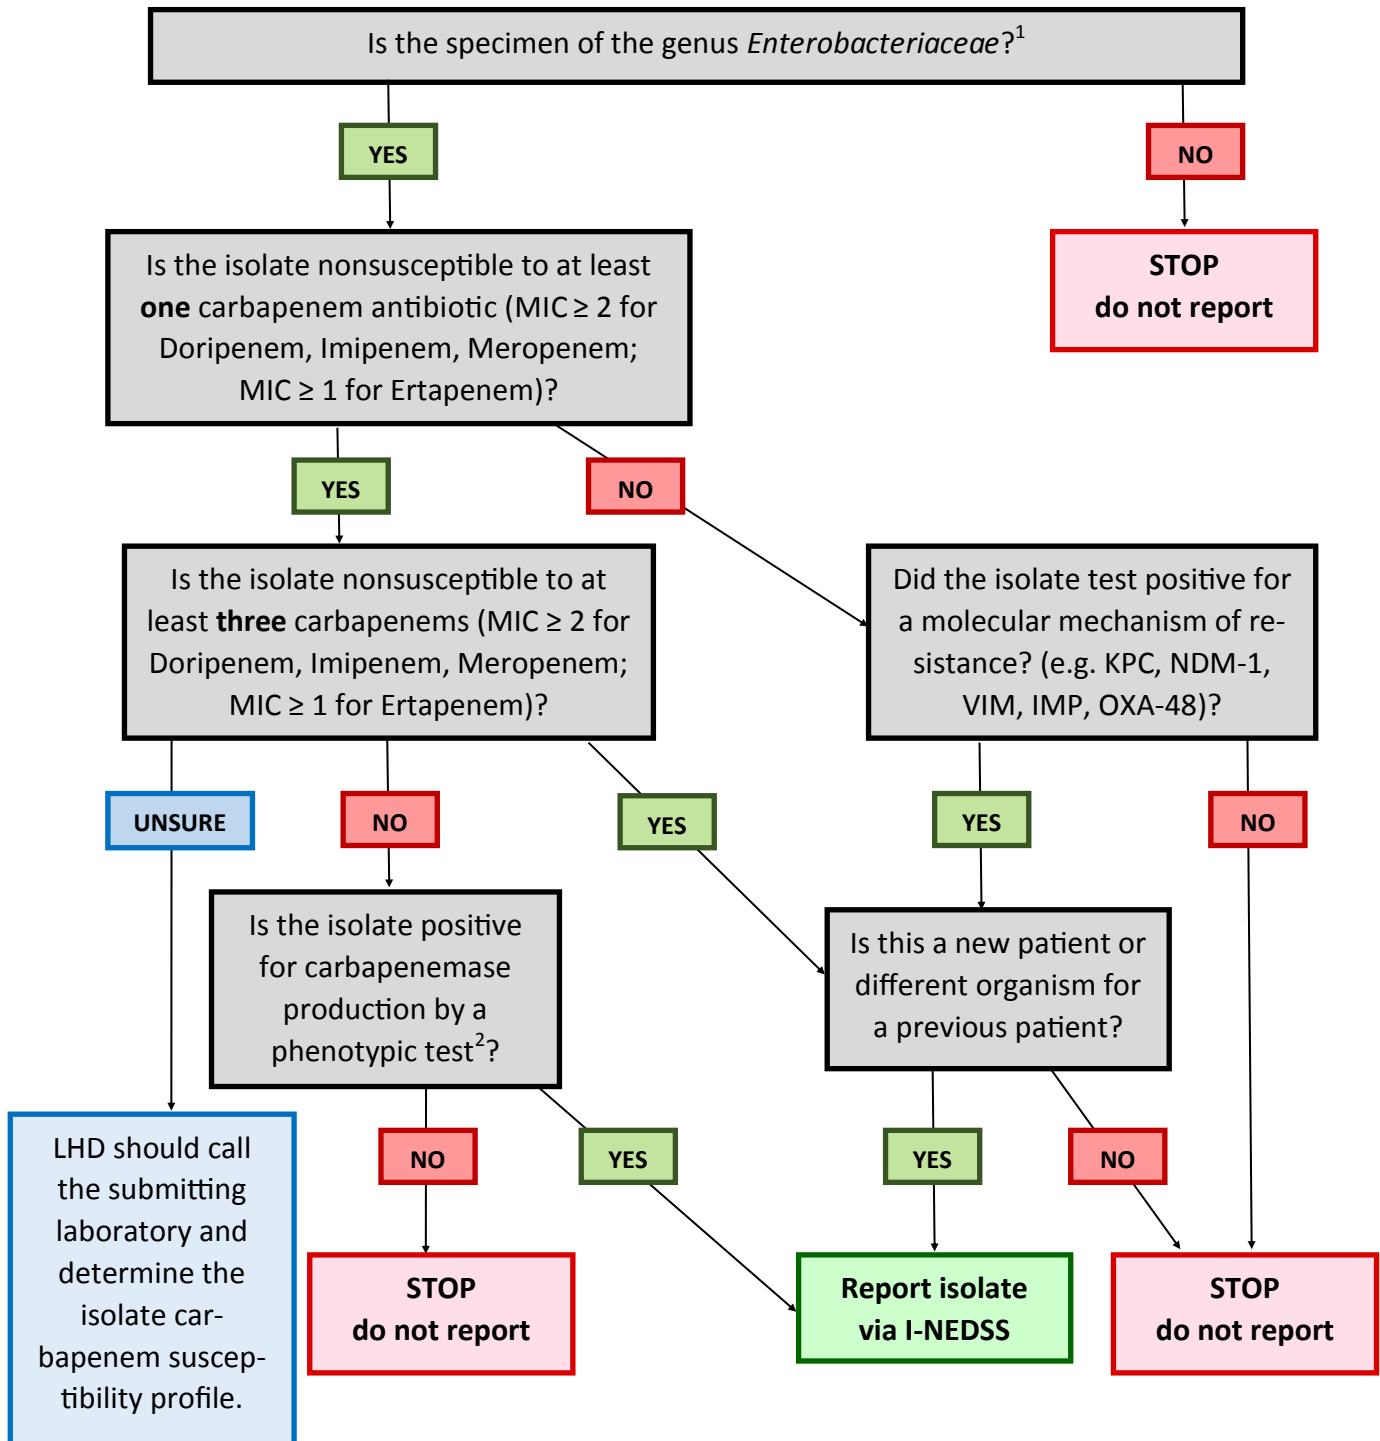 Is the specimen of the genus Enterobacteriaceae?1
YES
NO
Is the isolate nonsusceptible to at least
one carbapenem antibiotic (MIC ≥ 2 for
Doripenem, Imipenem, Meropenem;
MIC ≥ 1 for Ertapenem)?
STOP
do not report
YES
NO
Is the isolate nonsusceptible to at
least three carbapenems (MIC ≥ 2 for
Doripenem, Imipenem, Meropenem;
MIC ≥ 1 for Ertapenem)?
Did the isolate test positive for
a molecular mechanism of re-
sistance? (e.g. KPC, NDM-1,
VIM, IMP, OXA-48)?
UNSURE
NO
YES
YES
NO
Is the isolate positive
for carbapenemase
production by a
phenotypic test2?
Is this a new patient or
different organism for
a previous patient?
LHD should call
the submitting
laboratory and
determine the
isolate car-
bapenem suscep-
tibility profile.
NO
YES
YES
NO
STOP
do not report
Report isolate
via I-NEDSS
STOP
do not report